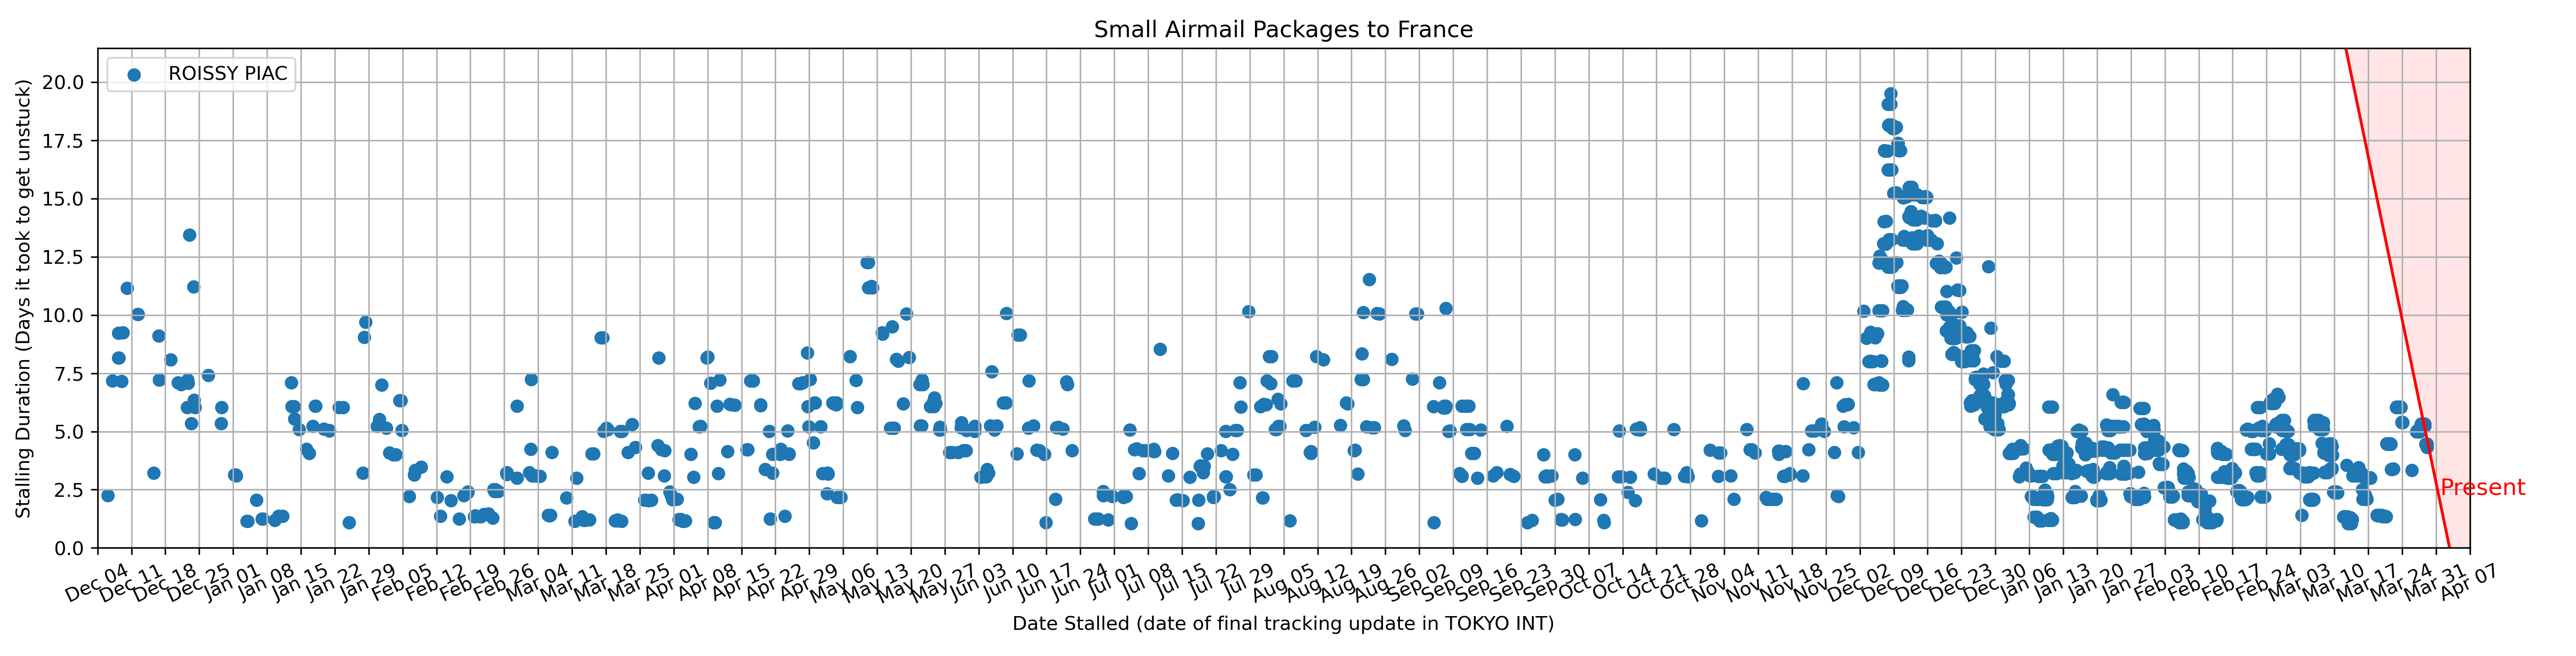 Small Airmail Packages to France
ROISSY PIAC
Stalling Duration (Days it took to get unstuck)
20.0
17.5
15.0
12.5
10.0
7.5
5.0
2.5
0.0
Present
Dec 04 Dec 11 Dec 18 Dec 25 Jan 01 Jan 08 Jan 15 Jan 22 Jan 29 Feb 05 Feb 12 Feb 19 Feb 26 Mar 04 Mar 11 Mar 18 Mar 25 Apr 01 Apr 08 Apr 15 Apr 22 Apr 29 May 06 May 13 May 20 May 27 Jun 03 Jun 10 Jun 17 Jun 24 Jul 01 Jul 08 Jul 15 Jul 22 Jul 29 Aug 05 Aug 12 Aug 19 Aug 26 Sep 02 Sep 09 Sep 16 Sep 23 Sep 30 Oct 07 Oct 14 Oct 21 Oct 28 Nov 04 Nov 11 Nov 18 Nov 25 Dec 02 Dec 09 Dec 16 Dec 23 Dec 30 Jan 06 Jan 13 Jan 20 Jan 27 Feb 03 Feb 10 Feb 17 Feb 24 Mar 03 Mar 10 Mar 17 Mar 24 Mar 31 Apr 07
Date Stalled (date of final tracking update in TOKYO INT)